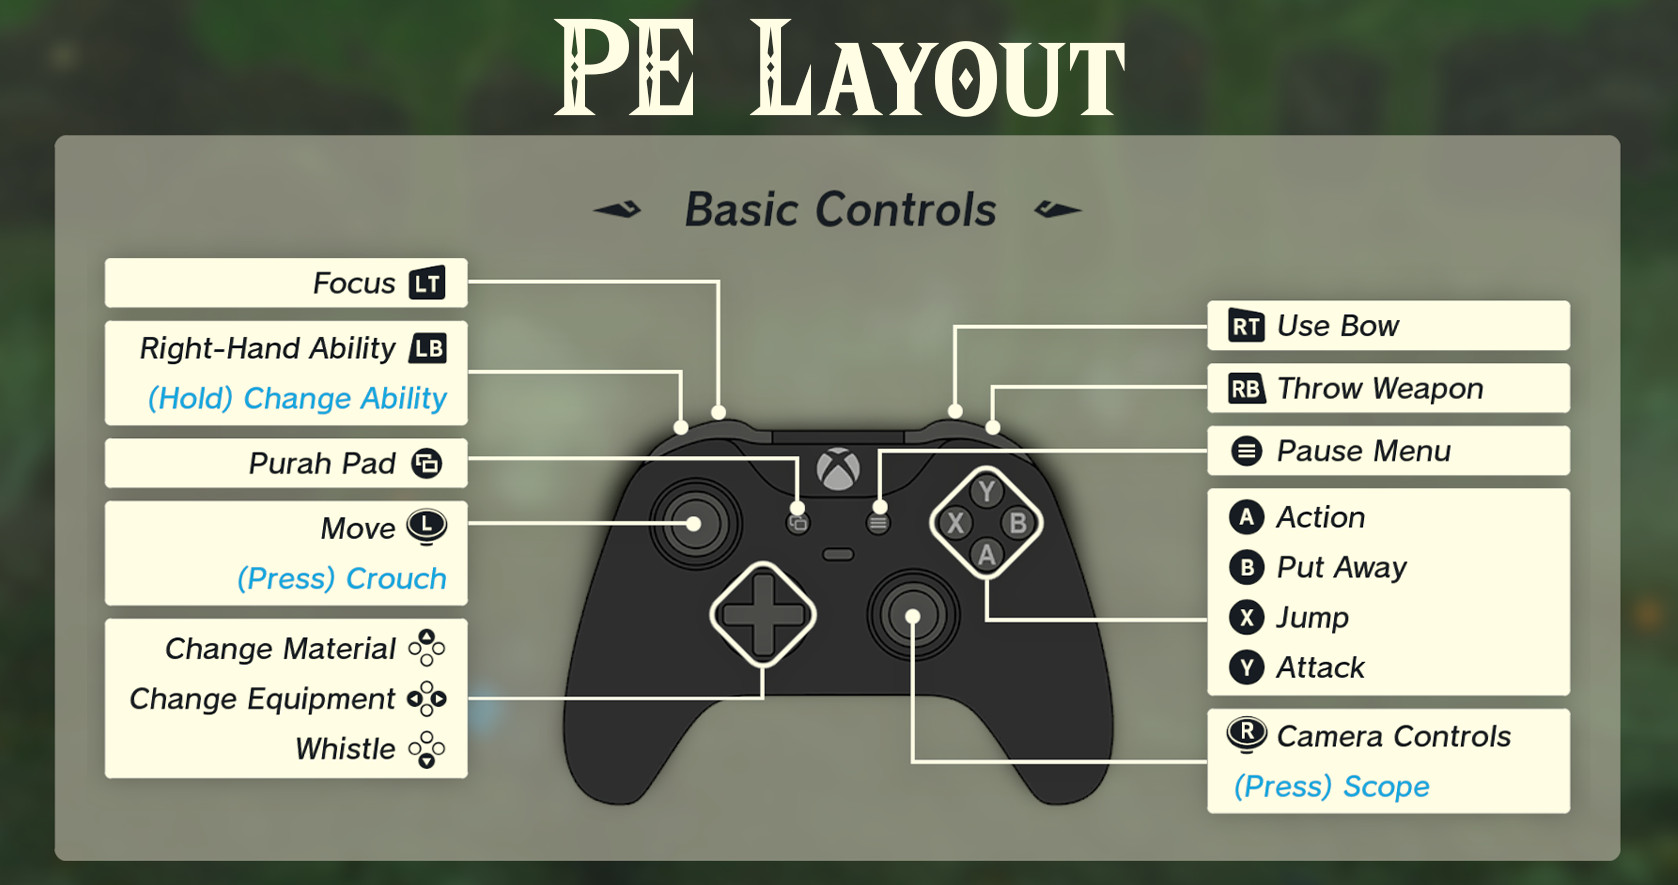 PE Layout
Basic Controls
Focus LT
Right-Hand Ability LB
(Hold) Change Ability
Purah Pad
Move L
(Press) Crouch
Change Material
Change Equipment
Whistle
RT Use Bow
RB Throw Weapon
Pause Menu
A Action
B Put Away
X Jump
Y Attack
R Camera Controls
(Press) Scope
Y
X B
A